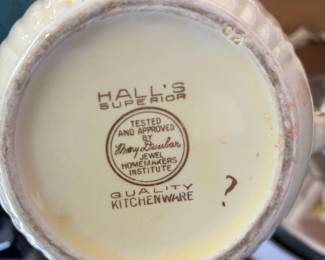 HALL'S
SUPERIOR
TESTED
AND APPROVED
BY
Mary Dunbar
JEWEL
HOMEMAKERS
INSTITUTE
QUALITY
KITCHENWARE
?